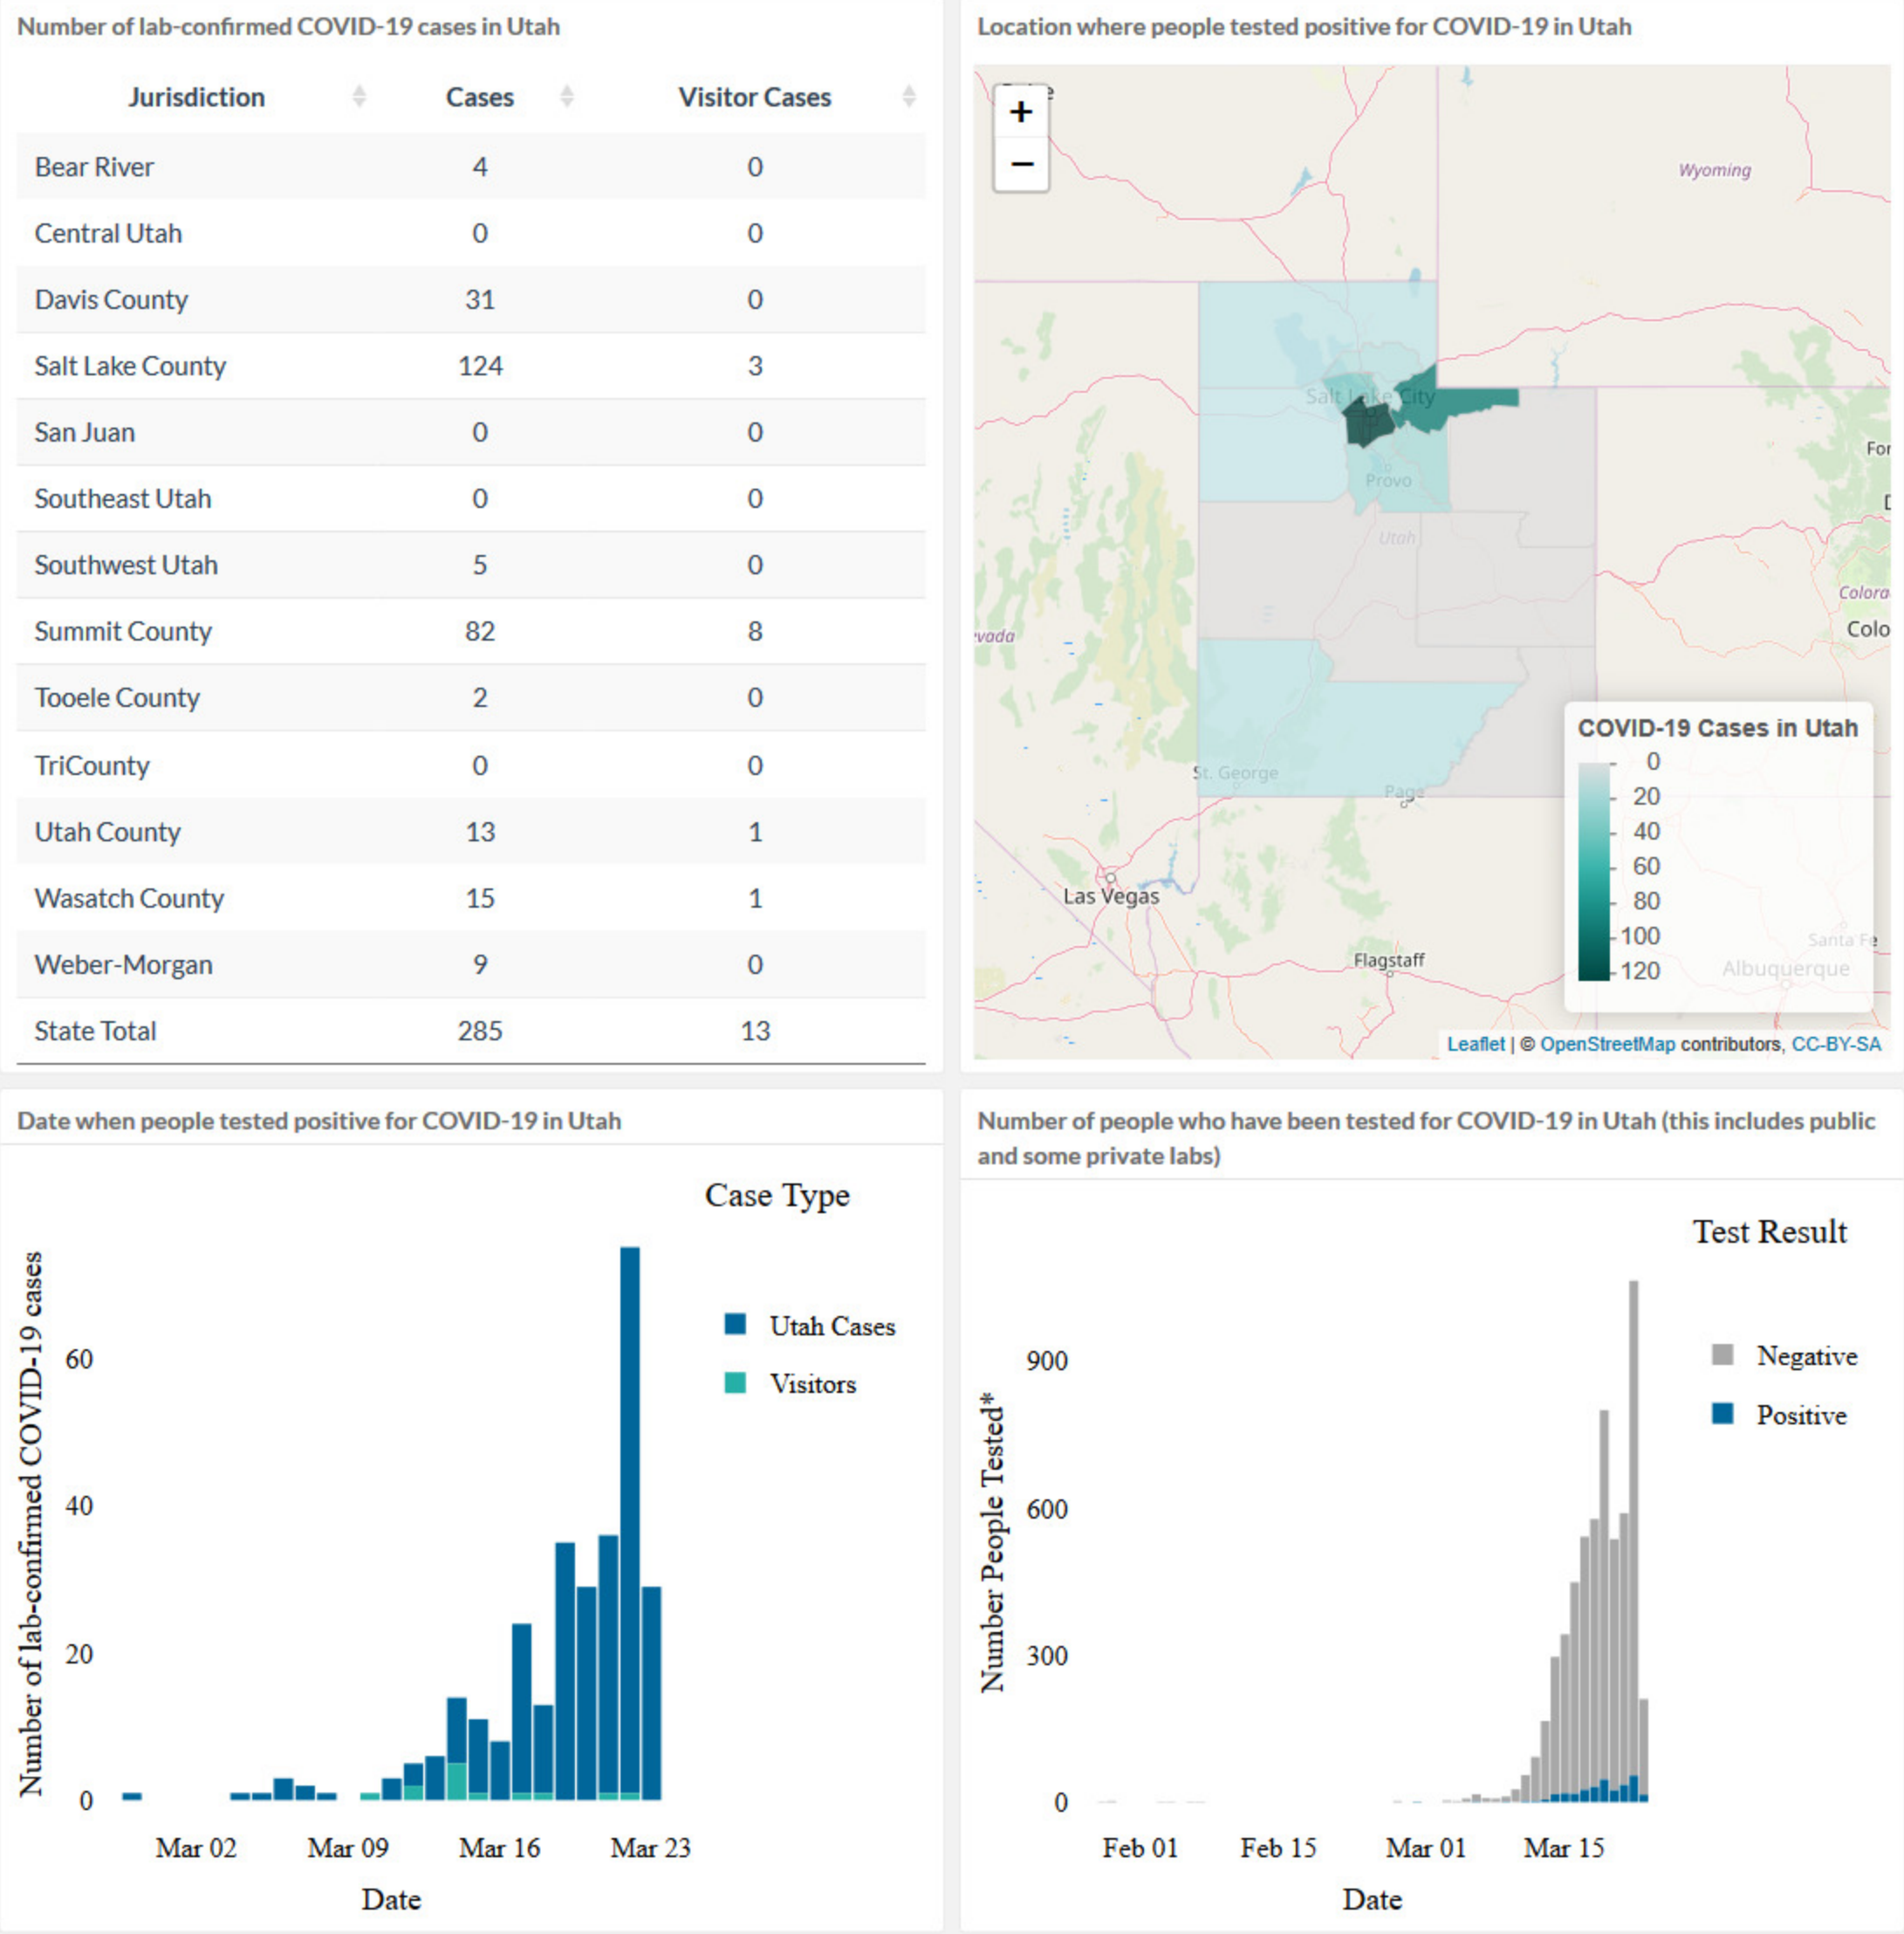 Number of lab-confirmed COVID-19 cases in Utah
Jurisdiction Cases Visitor Cases
Bear River 4 0
Central Utah 0 0
Davis County 31 0
Salt Lake County 124 3
San Juan 0 0
Southeast Utah 0 0
Southwest Utah 5 0
Summit County 82 8
Tooele County 2 0
TriCounty 0 0
Utah County 13 1
Wasatch County 15 1
Weber-Morgan 9 0
State Total 285 13
Location where people tested positive for COVID-19 in Utah
+
−
e
Wyoming
Salt Lake City
Provo
Utah
For
D
Colora
Colo
vada
St. George
Page
Las Vegas
Flagstaff
COVID-19 Cases in Utah
0
20
40
60
80
100
120
Santa Fe
Albuquerque
Leaflet | © OpenStreetMap contributors, CC-BY-SA
Date when people tested positive for COVID-19 in Utah
Case Type
Utah Cases
Visitors
Number of lab-confirmed COVID-19 cases
60
40
20
0
Mar 02 Mar 09 Mar 16 Mar 23
Date
Number of people who have been tested for COVID-19 in Utah (this includes public
and some private labs)
Test Result
Negative
Positive
Number People Tested*
900
600
300
0
Feb 01 Feb 15 Mar 01 Mar 15
Date